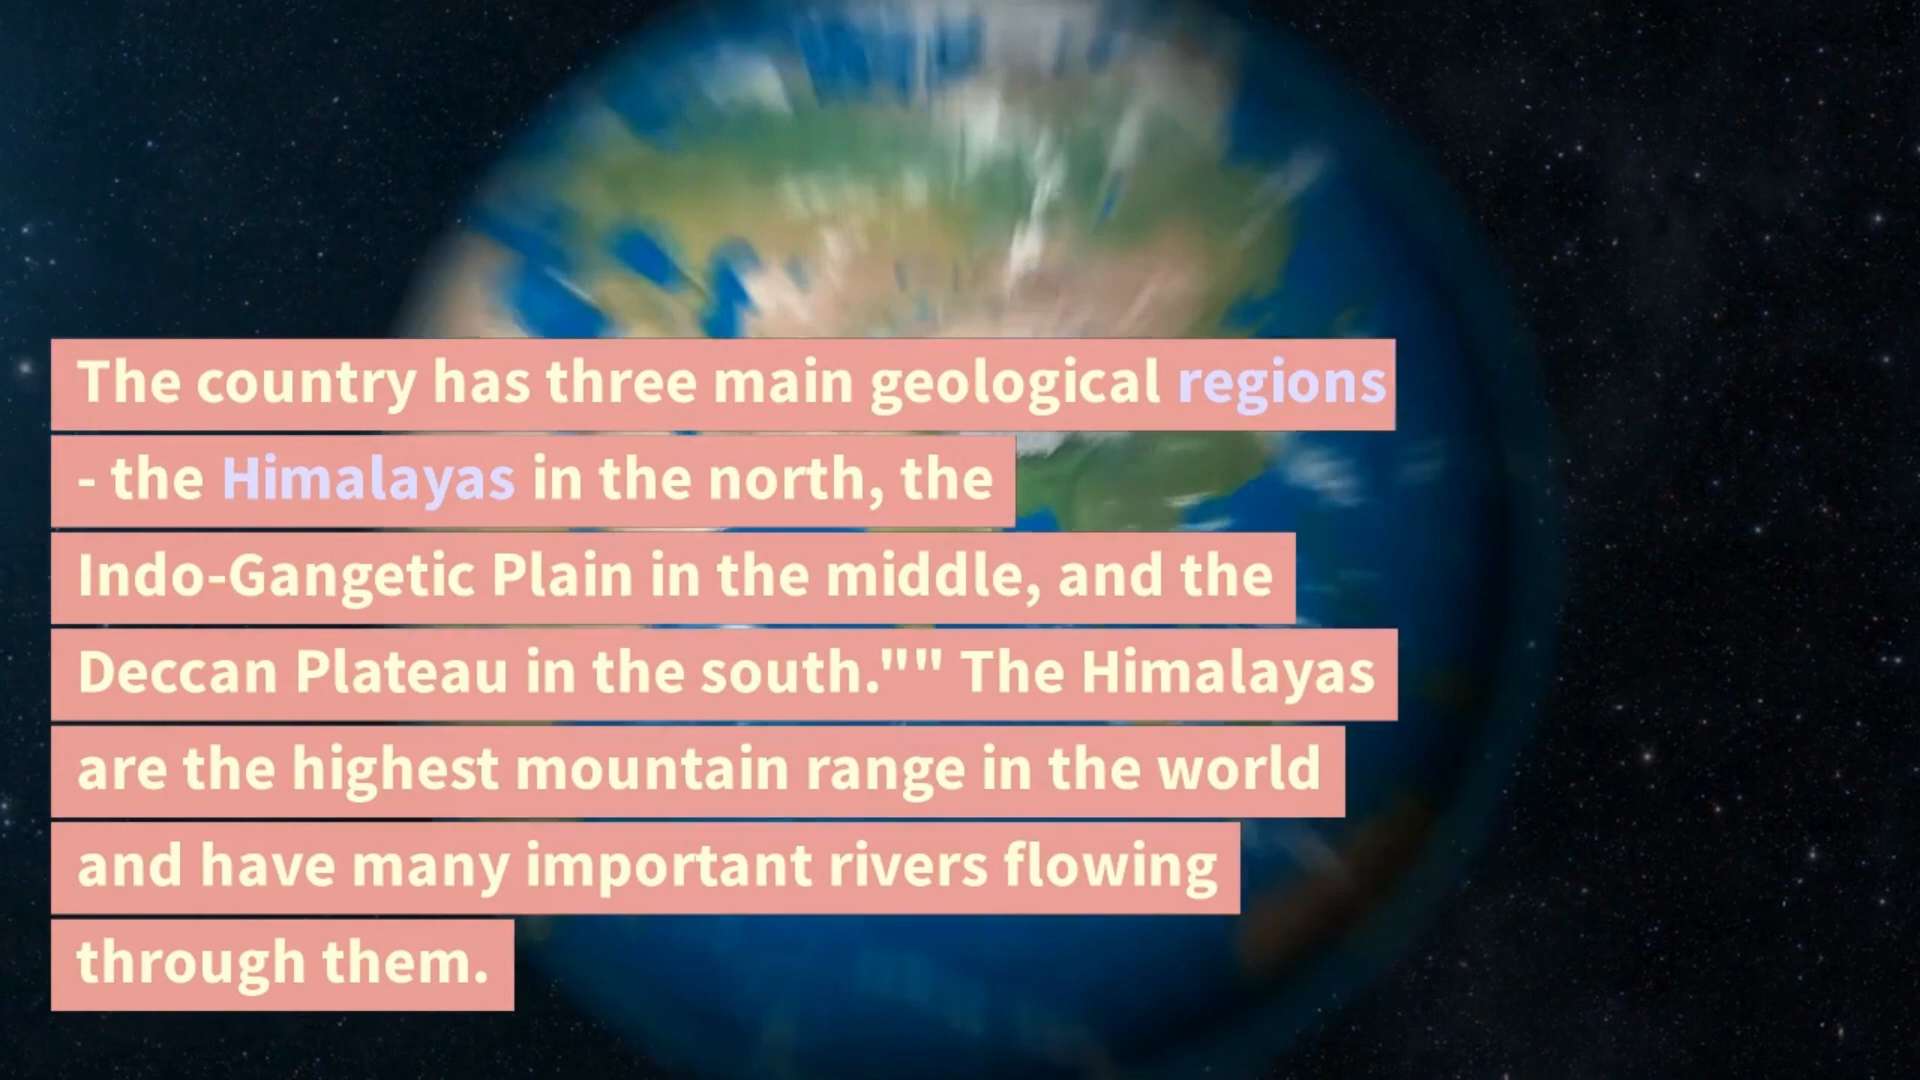 The country has three main geological regions
- the Himalayas in the north, the
Indo-Gangetic Plain in the middle, and the
Deccan Plateau in the south."" The Himalayas
are the highest mountain range in the world
and have many important rivers flowing
through them.